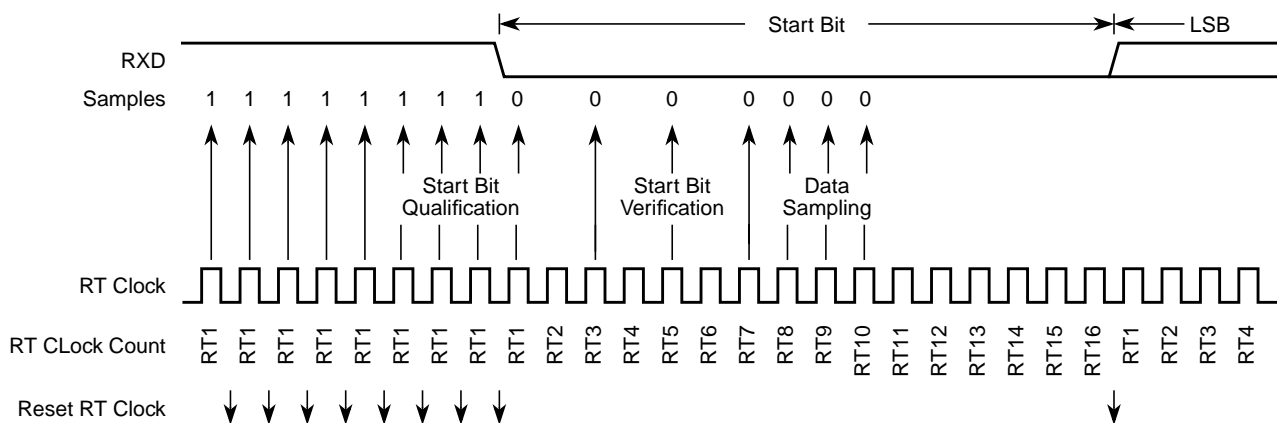 Start Bit LSB
RXD
Samples 1 1 1 1 1 1 1 1 0 0 0 0 0 0 0
Start Bit Qualification
Start Bit Verification
Data Sampling
RT Clock
RT CLock Count RT1 RT1 RT1 RT1 RT1 RT1 RT1 RT1 RT1 RT2 RT3 RT4 RT5 RT6 RT7 RT8 RT9 RT10 RT11 RT12 RT13 RT14 RT15 RT16 RT1 RT2 RT3 RT4
Reset RT Clock